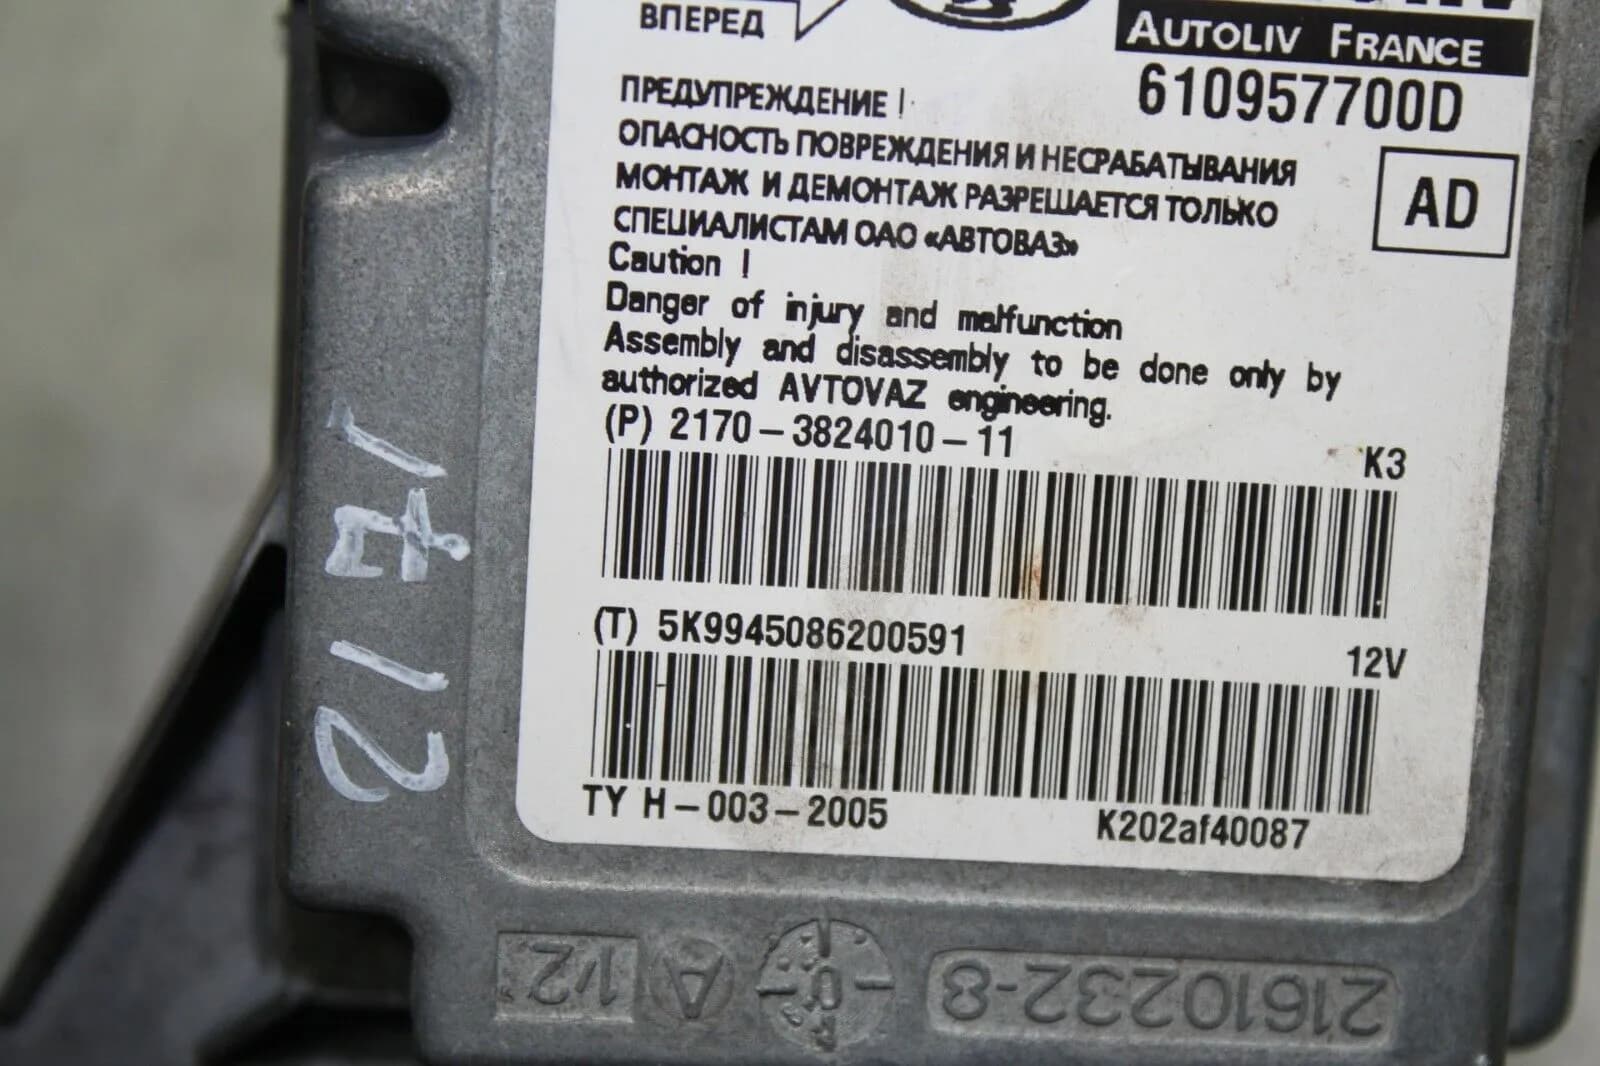 ВПЕРЕД
AUTOLIV FRANCE
610957700D
ПРЕДУПРЕЖДЕНИЕ !
ОПАСНОСТЬ ПОВРЕЖДЕНИЯ И НЕСРАБАТЫВАНИЯ
МОНТАЖ И ДЕМОНТАЖ РАЗРЕШАЕТСЯ ТОЛЬКО
СПЕЦИАЛИСТАМ ОАО «АВТОВАЗ»
AD
Caution !
Danger of injury and malfunction
Assembly and disassembly to be done only by
authorized AVTOVAZ engineering.
(P) 2170-3824010-11
K3
(T) 5K9945086200591
12V
TY H-003-2005
K202af40087
21610232-8
A
1/2